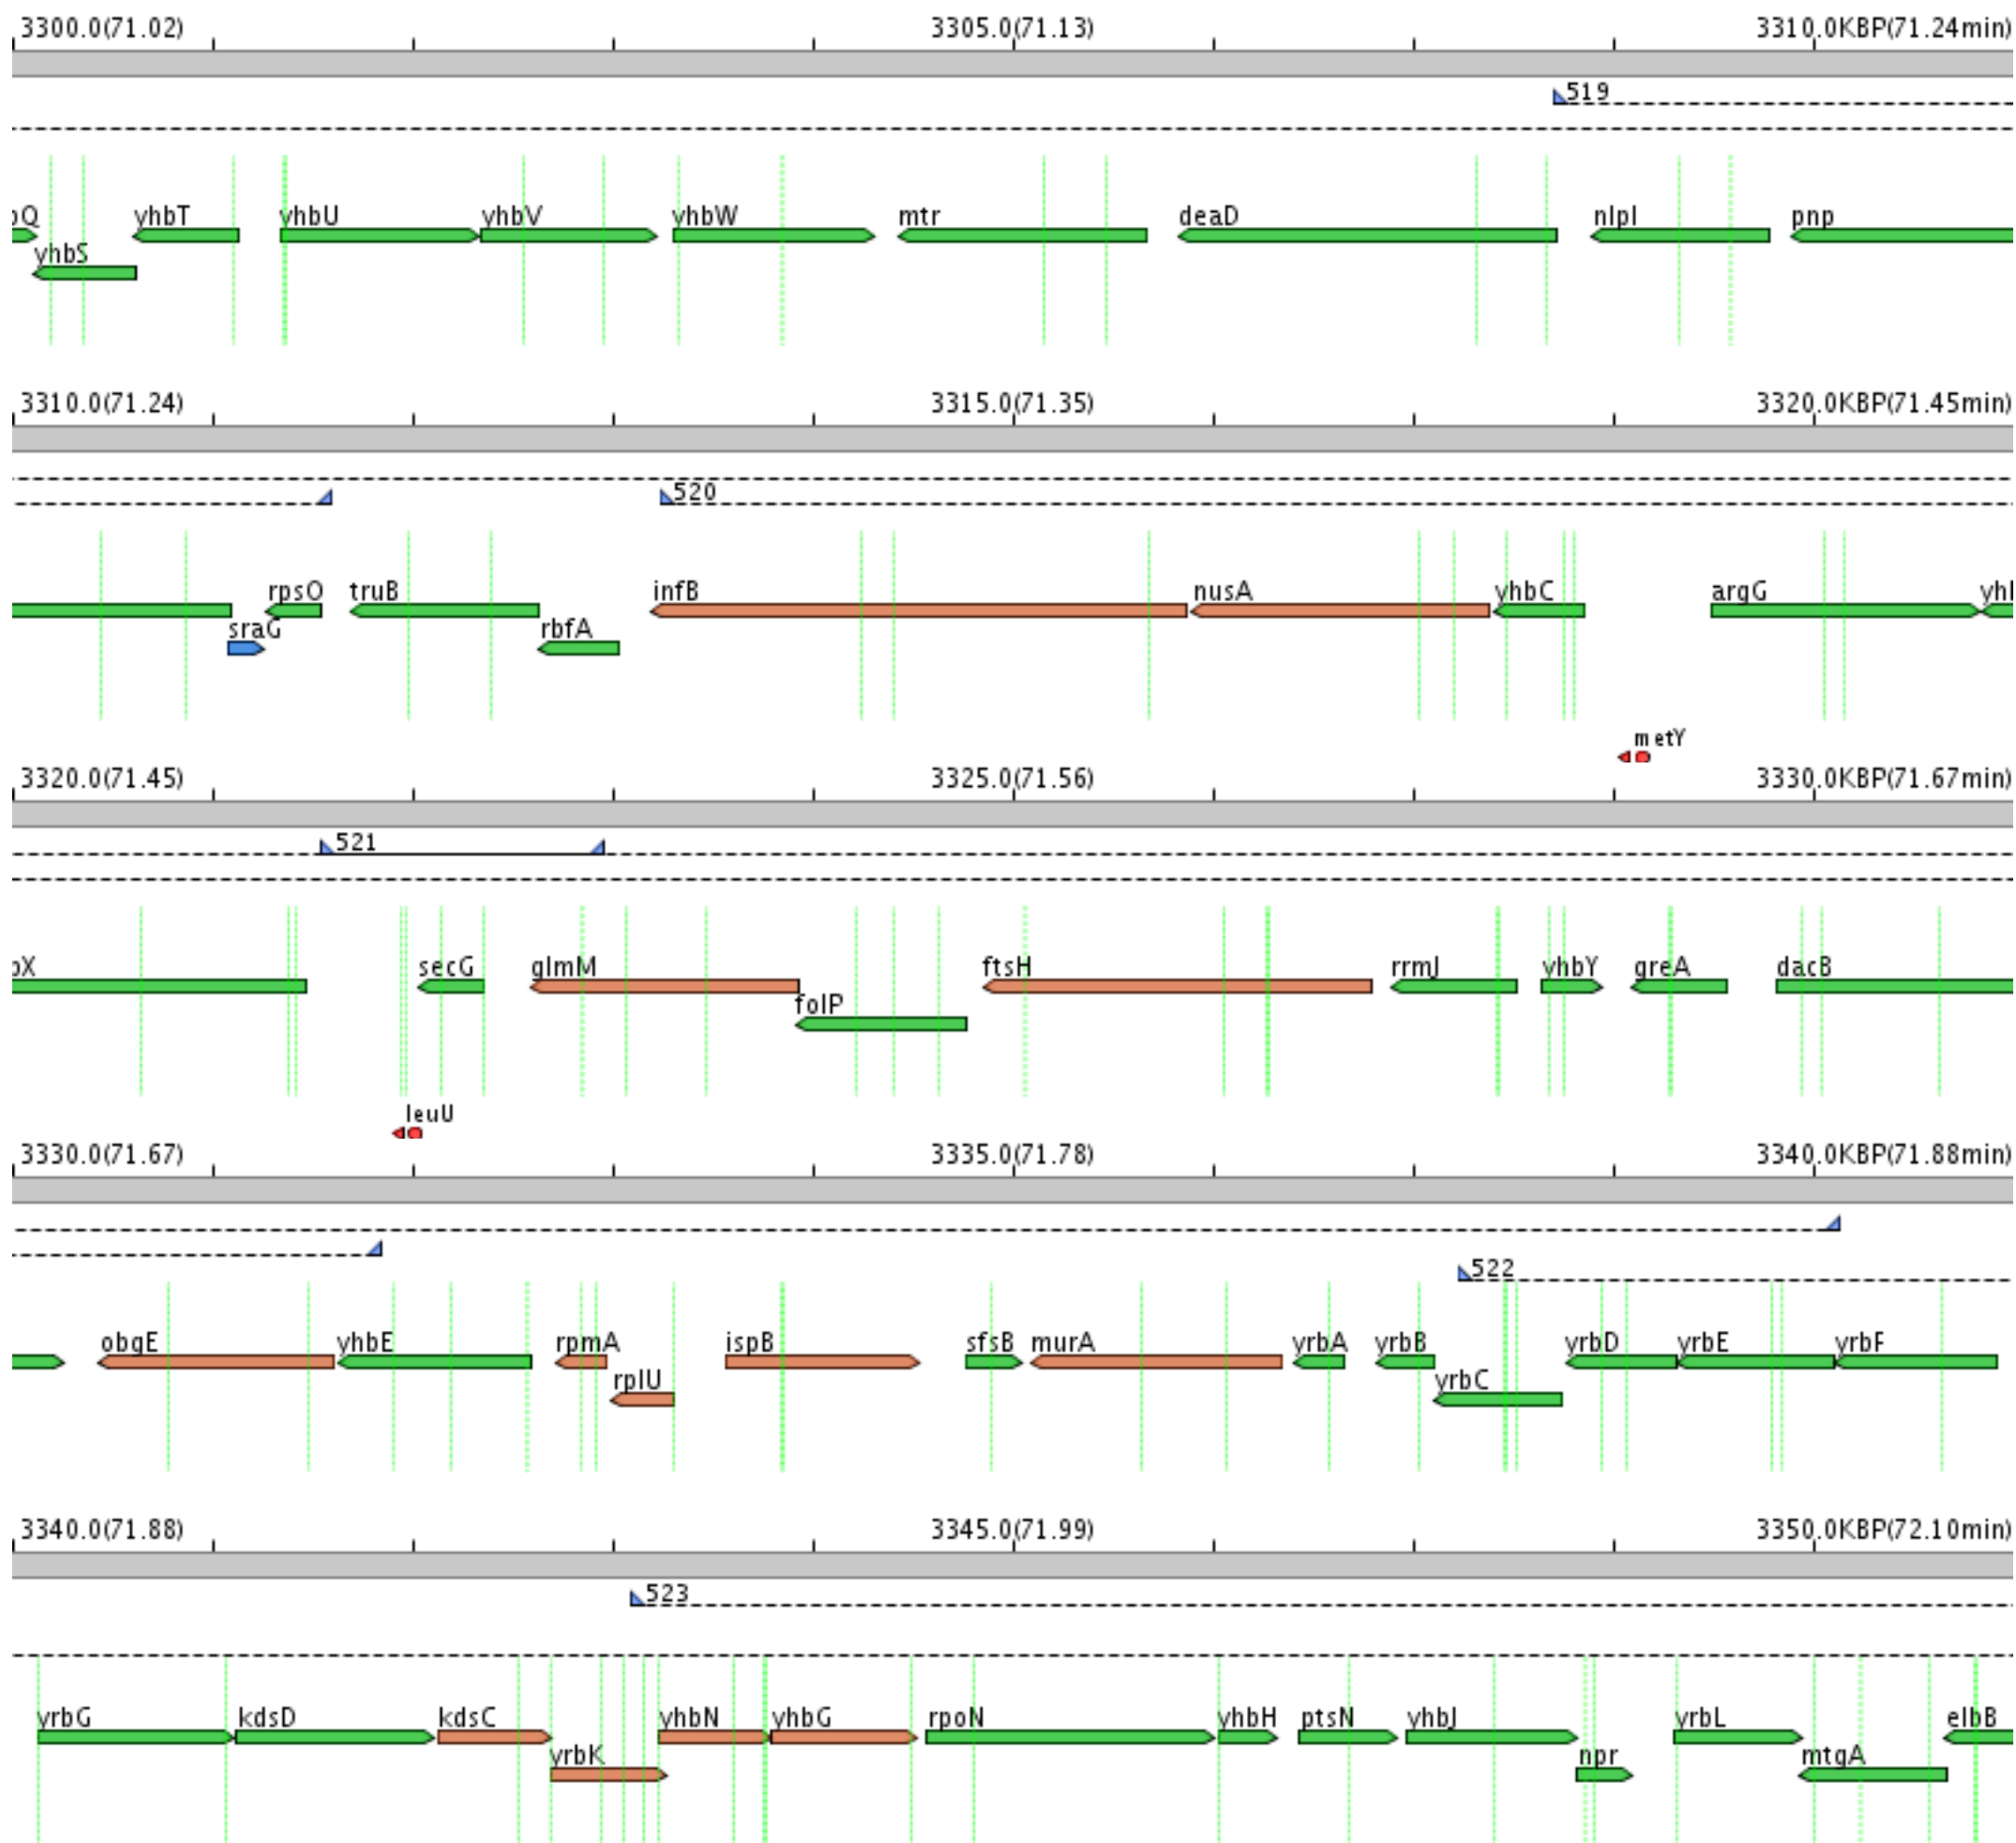 3300.0(71.02) 3305.0(71.13) 3310.0KBP(71.24min)
519
bQ yhbT yhbU yhbV yhbW mtr deaD nlpI pnp
yhbS
3310.0(71.24) 3315.0(71.35) 3320.0KBP(71.45min)
520
rpsO truB infB nusA yhbC argG yhb
sraG rbfA
metY
3320.0(71.45) 3325.0(71.56) 3330.0KBP(71.67min)
521
bX secG glmM ftsH rrmJ yhbY greA dacB
folP
leuU
3330.0(71.67) 3335.0(71.78) 3340.0KBP(71.88min)
522
obgE yhbE rpmA ispB sfsB murA yrbA yrbB yrbD yrbE yrbF
rplU yrbC
3340.0(71.88) 3345.0(71.99) 3350.0KBP(72.10min)
523
yrbG kdsD kdsC yhbN yhbG rpoN yhbH ptsN yhbJ yrbL elbB
yrbK npr mtgA